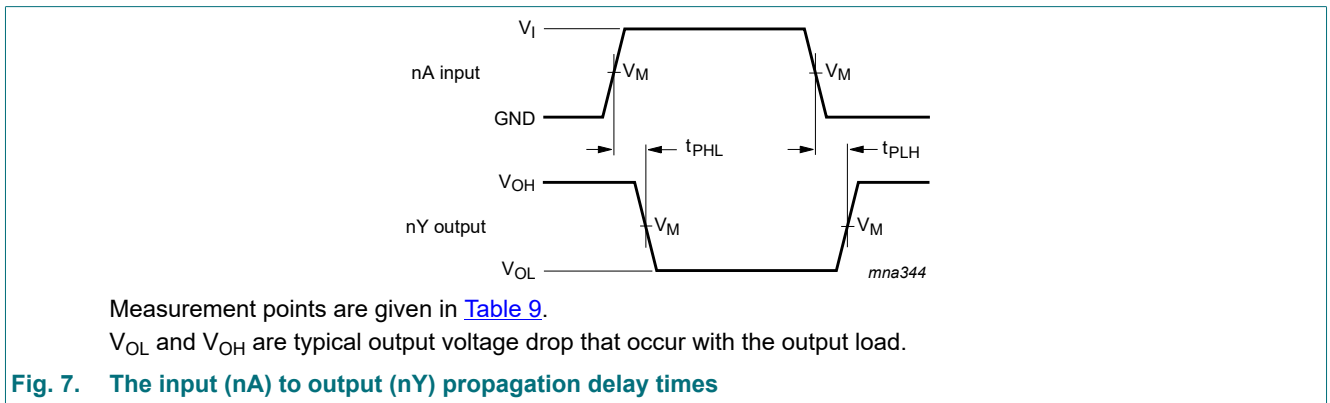 V_I
nA input
V_M
V_M
GND
t_PHL
t_PLH
V_OH
nY output
V_M
V_M
V_OL
mna344
Measurement points are given in Table 9.
V_OL and V_OH are typical output voltage drop that occur with the output load.
Fig. 7. The input (nA) to output (nY) propagation delay times